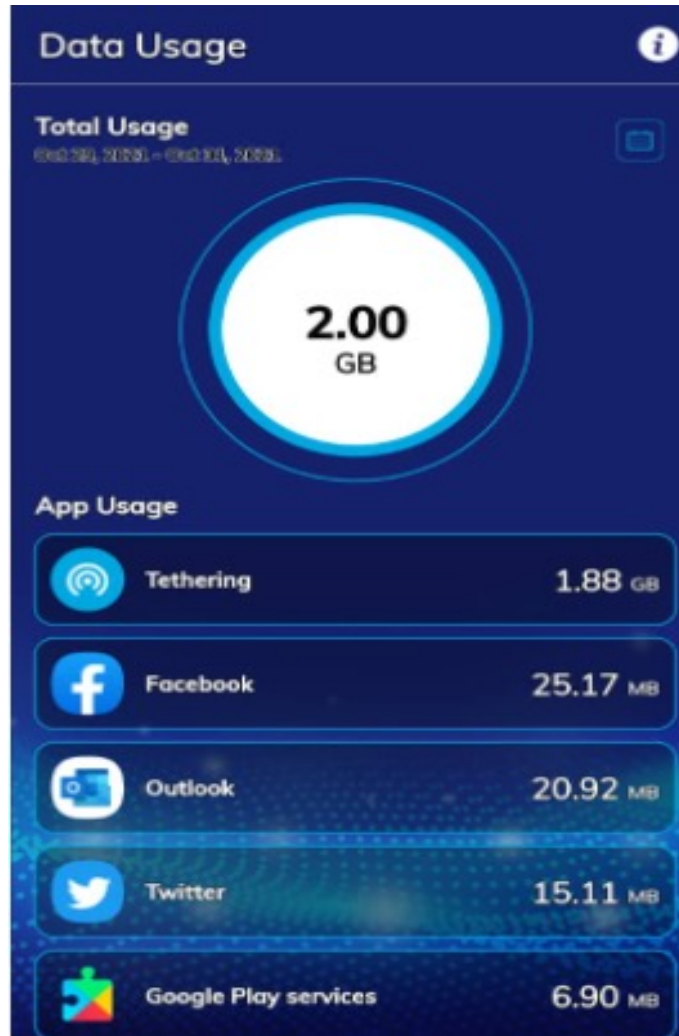 Data Usage
Total Usage
2.00
GB
App Usage
Tethering 1.88 GB
Facebook 25.17 MB
Outlook 20.92 MB
Twitter 15.11 MB
Google Play services 6.90 MB